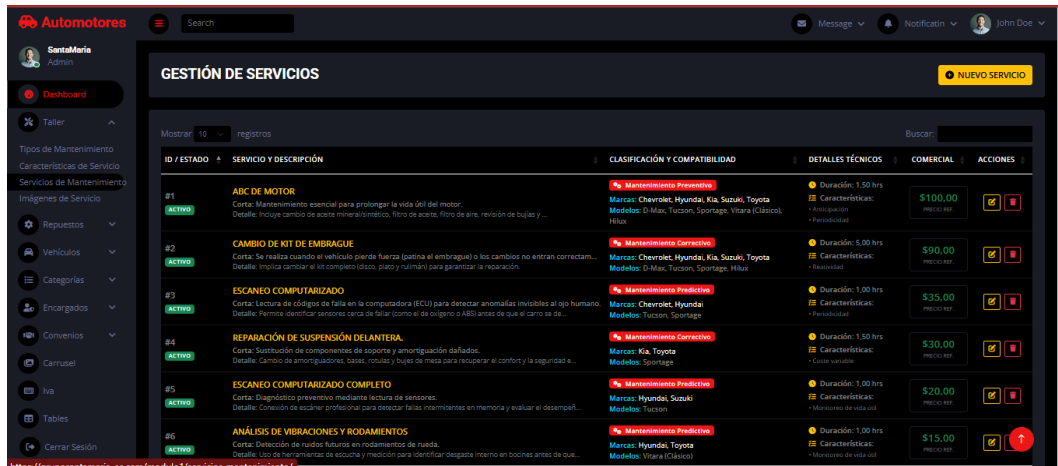 Automotores
Search
Message
Notificatin
John Doe
SantaMaria
Admin
Dashboard
Taller
Tipos de Mantenimiento
Características de Servicio
Servicios de Mantenimiento
Imágenes de Servicio
Repuestos
Vehículos
Categorías
Encargados
Convenios
Carrusel
Iva
Tables
Cerrar Sesión
GESTIÓN DE SERVICIOS
NUEVO SERVICIO
Mostrar 10 registros
Buscar:
ID / ESTADO SERVICIO Y DESCRIPCIÓN CLASIFICACIÓN Y COMPATIBILIDAD DETALLES TÉCNICOS COMERCIAL ACCIONES
#1
ACTIVO
ABC DE MOTOR
Corta: Mantenimiento esencial para prolongar la vida útil del motor.
Detalle: Incluye cambio de aceite mineral/sintético, filtro de aceite, filtro de aire, revisión de bujías y ...
Mantenimiento Preventivo
Marcas: Chevrolet, Hyundai, Kia, Suzuki, Toyota
Modelos: D-Max, Tucson, Sportage, Vitara (Clásico),
Hilux
Duración: 1,50 hrs
Características:
• Anticipación
• Periodicidad
$100,00
PRECIO REF.
#2
ACTIVO
CAMBIO DE KIT DE EMBRAGUE
Corta: Se realiza cuando el vehículo pierde fuerza (patina el embrague) o los cambios no entran correctam...
Detalle: Implica cambiar el kit completo (disco, plato y rulimán) para garantizar la reparación.
Mantenimiento Correctivo
Marcas: Chevrolet, Hyundai, Kia, Suzuki, Toyota
Modelos: D-Max, Tucson, Sportage, Hilux
Duración: 5,00 hrs
Características:
• Reatividad
$90,00
PRECIO REF.
#3
ACTIVO
ESCANEO COMPUTARIZADO
Corta: Lectura de códigos de falla en la computadora (ECU) para detectar anomalías invisibles al ojo humano.
Detalle: Permite identificar sensores cerca de fallar (como el de oxígeno o ABS) antes de que el carro se de...
Mantenimiento Predictivo
Marcas: Chevrolet, Hyundai
Modelos: Tucson, Sportage
Duración: 1,00 hrs
Características:
• Periodicidad
$35,00
PRECIO REF.
#4
ACTIVO
REPARACIÓN DE SUSPENSIÓN DELANTERA.
Corta: Sustitución de componentes de soporte y amortiguación dañados.
Detalle: Cambio de amortiguadores, bases, rotulas y bujes de mesa para recuperar el confort y la seguridad e...
Mantenimiento Correctivo
Marcas: Kia, Toyota
Modelos: Sportage
Duración: 1,50 hrs
Características:
• Coste variable
$30,00
PRECIO REF.
#5
ACTIVO
ESCANEO COMPUTARIZADO COMPLETO
Corta: Diagnóstico preventivo mediante lectura de sensores.
Detalle: Conexión de escáner profesional para detectar fallas intermitentes en memoria y evaluar el desempeñ...
Mantenimiento Predictivo
Marcas: Hyundai, Suzuki
Modelos: Tucson
Duración: 1,00 hrs
Características:
• Monitoreo de vida útil
$20,00
PRECIO REF.
#6
ACTIVO
ANÁLISIS DE VIBRACIONES Y RODAMIENTOS
Corta: Detección de ruidos futuros en rodamientos de rueda.
Detalle: Uso de herramientas de escucha y medición para identificar desgaste interno en bocines antes de que...
Mantenimiento Predictivo
Marcas: Hyundai, Toyota
Modelos: Vitara (Clásico)
Duración: 1,00 hrs
Características:
• Monitoreo de vida útil
$15,00
PRECIO REF.